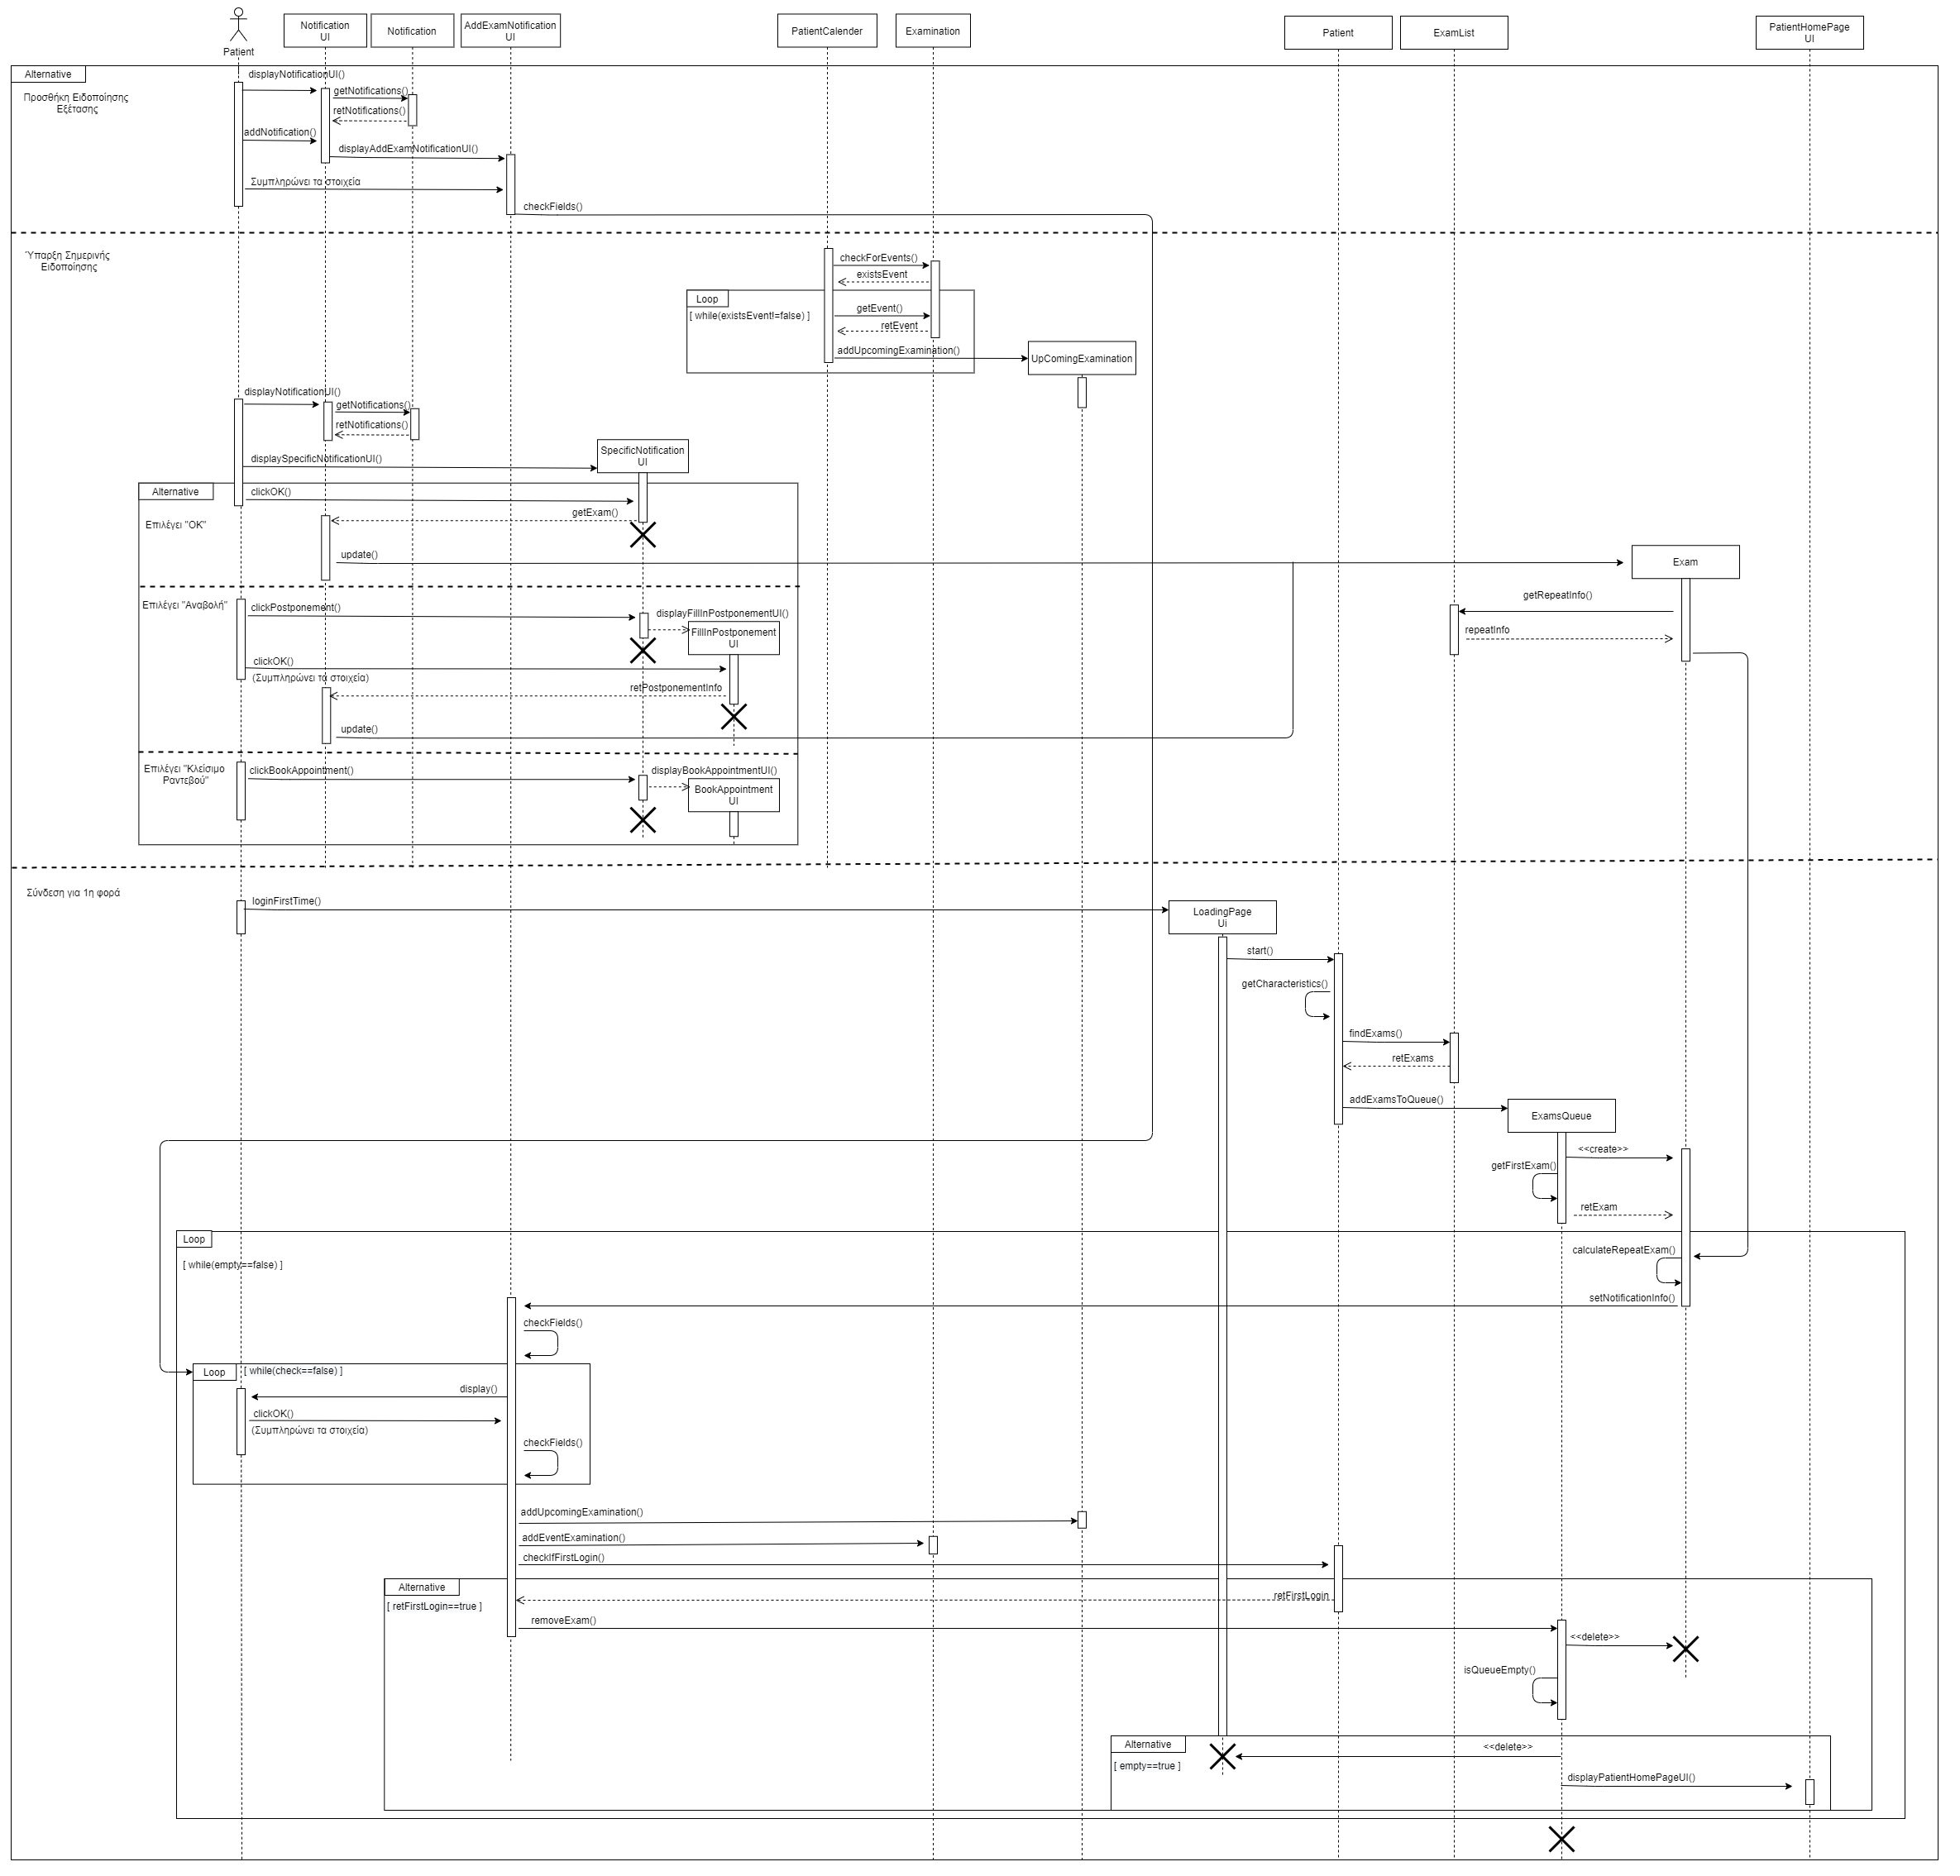 Patient
Notification
UI
Notification
AddExamNotification
UI
PatientCalender
Examination
Patient
ExamList
PatientHomePage
UI
Alternative
Προσθήκη Ειδοποίησης
Εξέτασης
displayNotificationUI()
getNotifications()
retNotifications()
addNotification()
displayAddExamNotificationUI()
Συμπληρώνει τα στοιχεία
checkFields()
Ύπαρξη Σημερινής
Ειδοποίησης
checkForEvents()
existsEvent
Loop
[ while(existsEvent!=false) ]
getEvent()
retEvent
addUpcomingExamination()
UpComingExamination
displayNotificationUI()
getNotifications()
retNotifications()
SpecificNotification
UI
displaySpecificNotificationUI()
Alternative
clickOK()
getExam()
Επιλέγει "OK"
update()
Exam
Επιλέγει "Αναβολή"
clickPostponement()
displayFillInPostponementUI()
FillInPostponement
UI
getRepeatInfo()
repeatInfo
clickOK()
(Συμπληρώνει τα στοιχεία)
retPostponementInfo
update()
Επιλέγει "Κλείσιμο
Ραντεβού"
clickBookAppointment()
displayBookAppointmentUI()
BookAppointment
UI
Σύνδεση για 1η φορά
loginFirstTime()
LoadingPage
Ui
start()
getCharacteristics()
findExams()
retExams
addExamsToQueue()
ExamsQueue
<<create>>
getFirstExam()
retExam
Loop
[ while(empty==false) ]
calculateRepeatExam()
setNotificationInfo()
checkFields()
Loop
[ while(check==false) ]
display()
clickOK()
(Συμπληρώνει τα στοιχεία)
checkFields()
addUpcomingExamination()
addEventExamination()
checkIfFirstLogin()
Alternative
[ retFirstLogin==true ]
retFirstLogin
removeExam()
<<delete>>
isQueueEmpty()
Alternative
[ empty==true ]
<<delete>>
displayPatientHomePageUI()